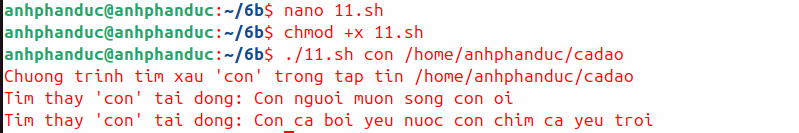 anhphanduc@anhphanduc:~/6b$ nano 11.sh
anhphanduc@anhphanduc:~/6b$ chmod +x 11.sh
anhphanduc@anhphanduc:~/6b$ ./11.sh con /home/anhphanduc/cadao
Chuong trinh tim xau 'con' trong tap tin /home/anhphanduc/cadao
Tim thay 'con' tai dong: Con nguoi muon song con oi
Tim thay 'con' tai dong: Con ca boi yeu nuoc con chim ca yeu troi